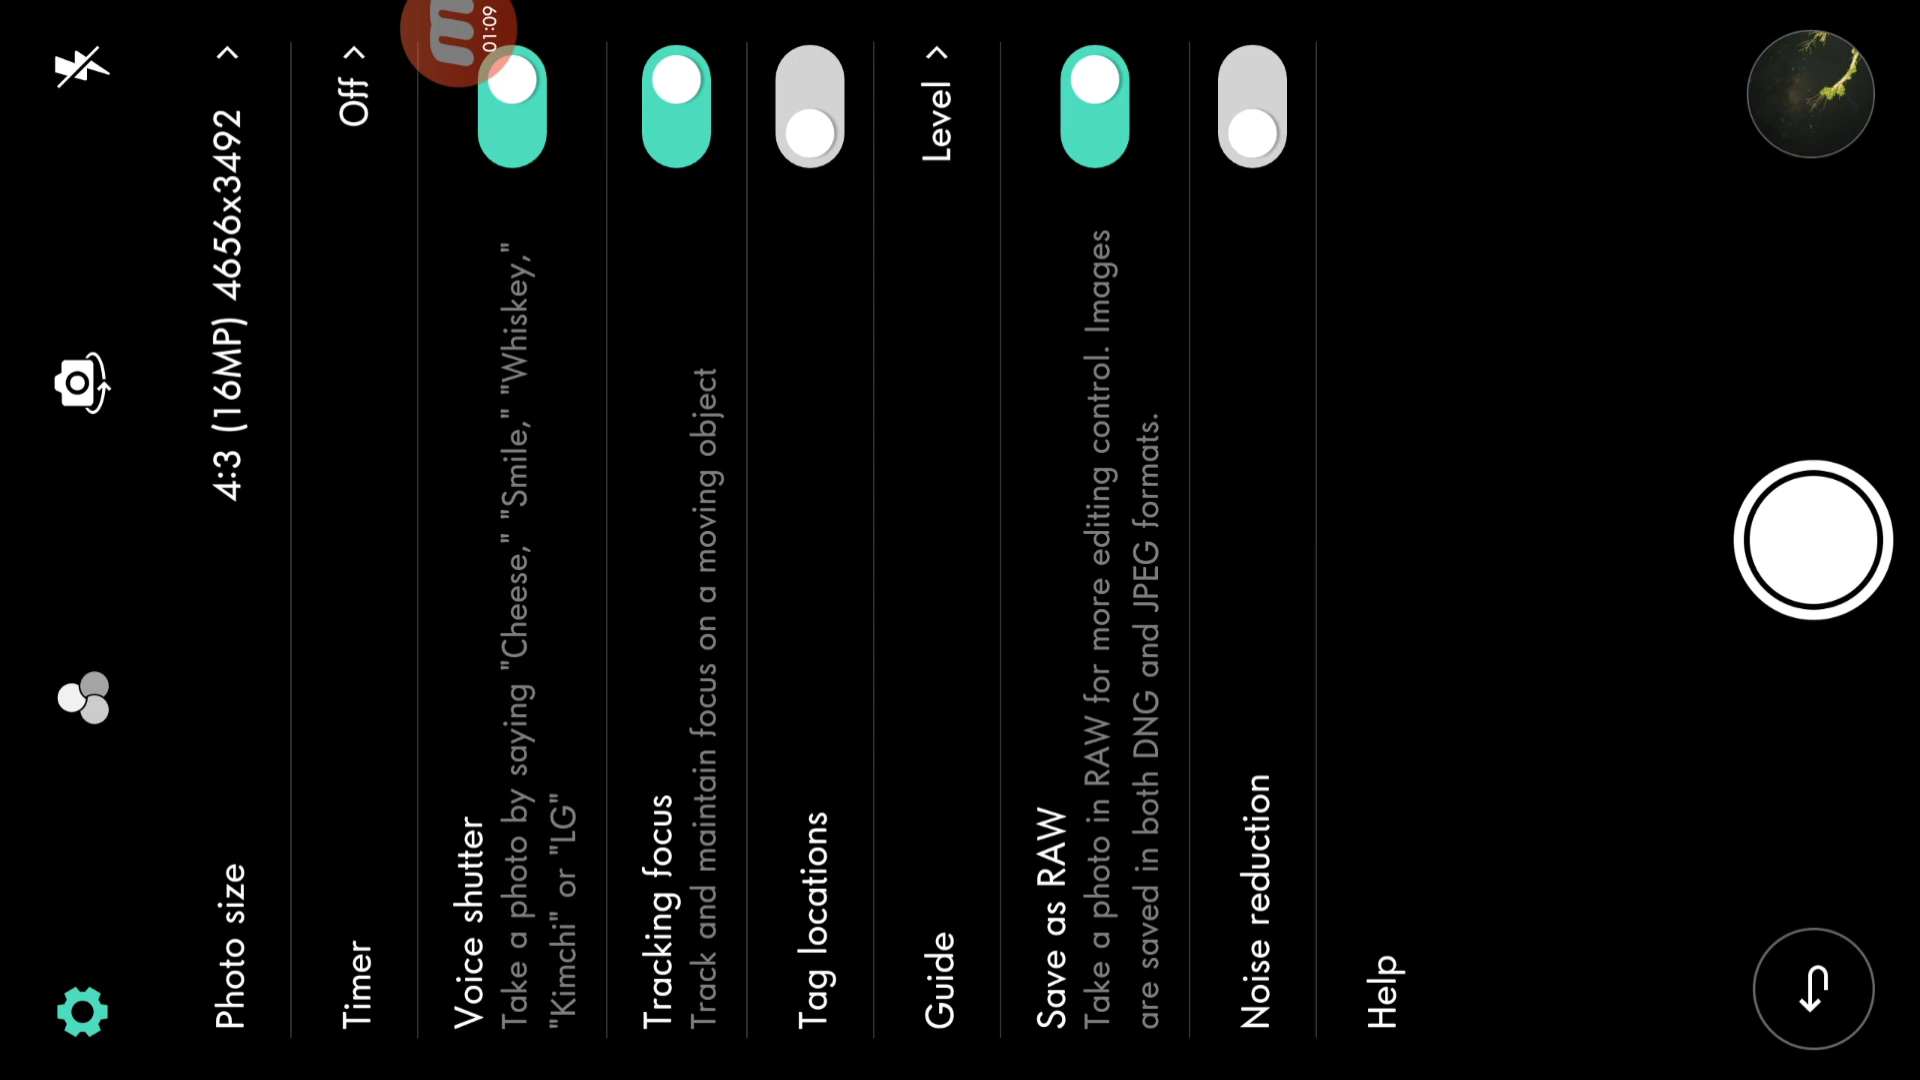 Photo size 4:3 (16MP) 4656x3492
Timer Off
Voice shutter
Take a photo by saying "Cheese," "Smile," "Whiskey,"
"Kimchi" or "LG"
01:09
Tracking focus
Track and maintain focus on a moving object
Tag locations
Guide Level
Save as RAW
Take a photo in RAW for more editing control. Images
are saved in both DNG and JPEG formats.
Noise reduction
Help